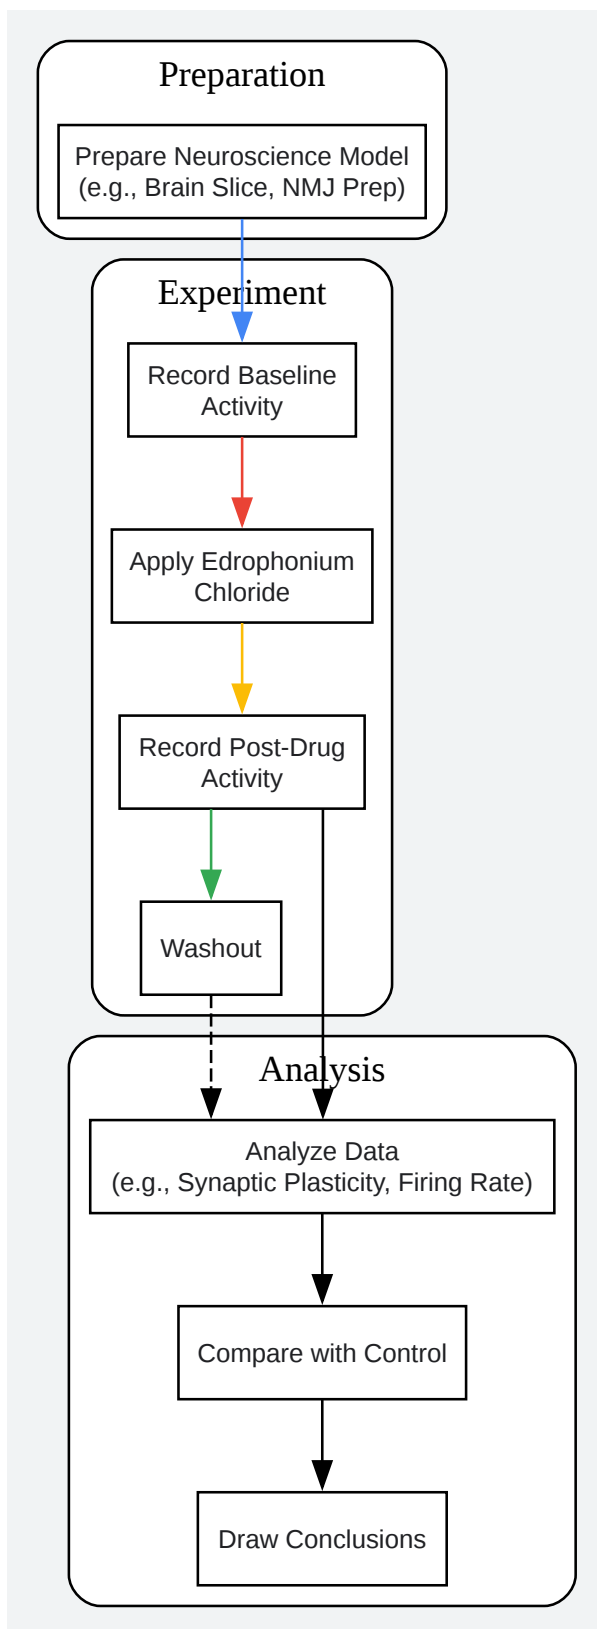 Preparation
Prepare Neuroscience Model
(e.g., Brain Slice, NMJ Prep)
Experiment
Record Baseline
Activity
Apply Edrophonium
Chloride
Record Post-Drug
Activity
Washout
Analysis
Analyze Data
(e.g., Synaptic Plasticity, Firing Rate)
Compare with Control
Draw Conclusions